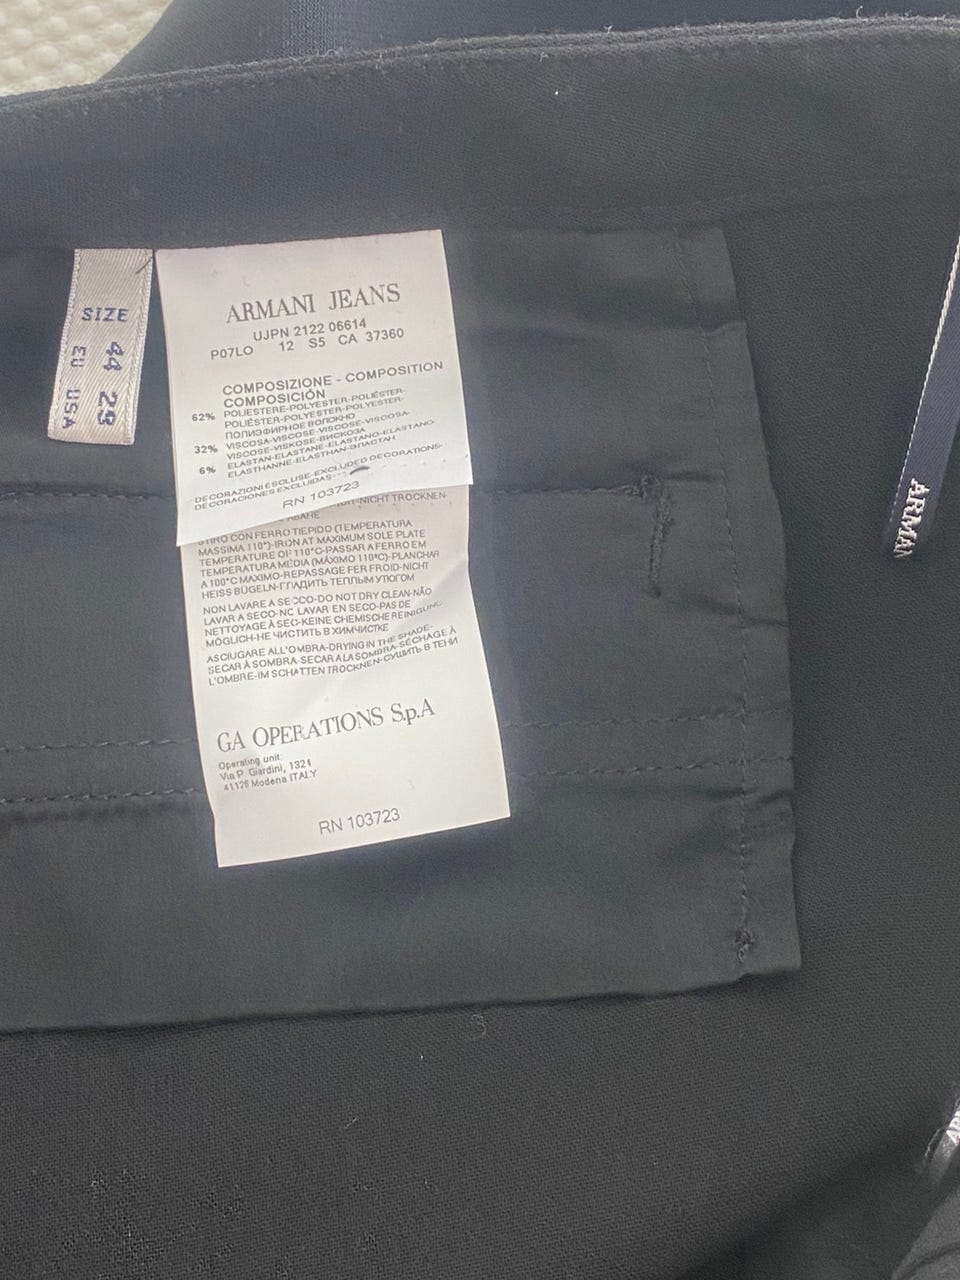 SIZE
44 29
EU USA
ARMANI JEANS
UJPN 2122 06614
P07LO 12 S5 CA 37360
COMPOSIZIONE - COMPOSITION
COMPOSICIÓN
62% POLIESTERE-POLYESTER-POLIÉSTER-
POLIÉSTER-POLYESTER-POLYESTER-
ПОЛИЭФИРНОЕ ВОЛОКНО
32% VISCOSA-VISCOSE-VISCOSE-VISCOSA-
VISCOSE-VISKOSE-ВИСКОЗА
6% ELASTAN-ELASTANE-ELASTANO-ELASTANO-
ELASTHANNE-ELASTHAN-ЭЛАСТАН
DECORAZIONI ESCLUSE-EXCLUDED DECORATIONS-
DECORACIONES EXCLUIDAS---
RN 103723
NICHT TROCKNEN-
STIRO CON FERRO TIEPIDO (TEMPERATURA
MASSIMA 110°)-IRON AT MAXIMUM SOLE PLATE
TEMPERATURE OF 110°C-PASSAR A FERRO EM
TEMPERATURA MÉDIA (MÁXIMO 110ºC)-PLANCHAR
A 100°C MAXIMO-REPASSAGE FER FROID-NICHT
HEISS BÜGELN-ГЛАДИТЬ ТЕПЛЫМ УТЮГОМ
NON LAVARE A SECCO-DO NOT DRY CLEAN-NÃO
LAVAR A SECO-NO LAVAR EN SECO-PAS DE
NETTOYAGE À SEC-KEINE CHEMISCHE REINIGUNG
MÖGLICH-НЕ ЧИСТИТЬ В ХИМЧИСТКЕ
ASCIUGARE ALL'OMBRA-DRYING IN THE SHADE-
SECAR À SOMBRA-SECAR A LA SOMBRA-SÉCHAGE À
L'OMBRE-IM SCHATTEN TROCKNEN-СУШИТЬ В ТЕНИ
GA OPERATIONS S.p.A
Operating unit:
Via P. Giardini, 1321
41126 Modena ITALY
RN 103723
ARMAN